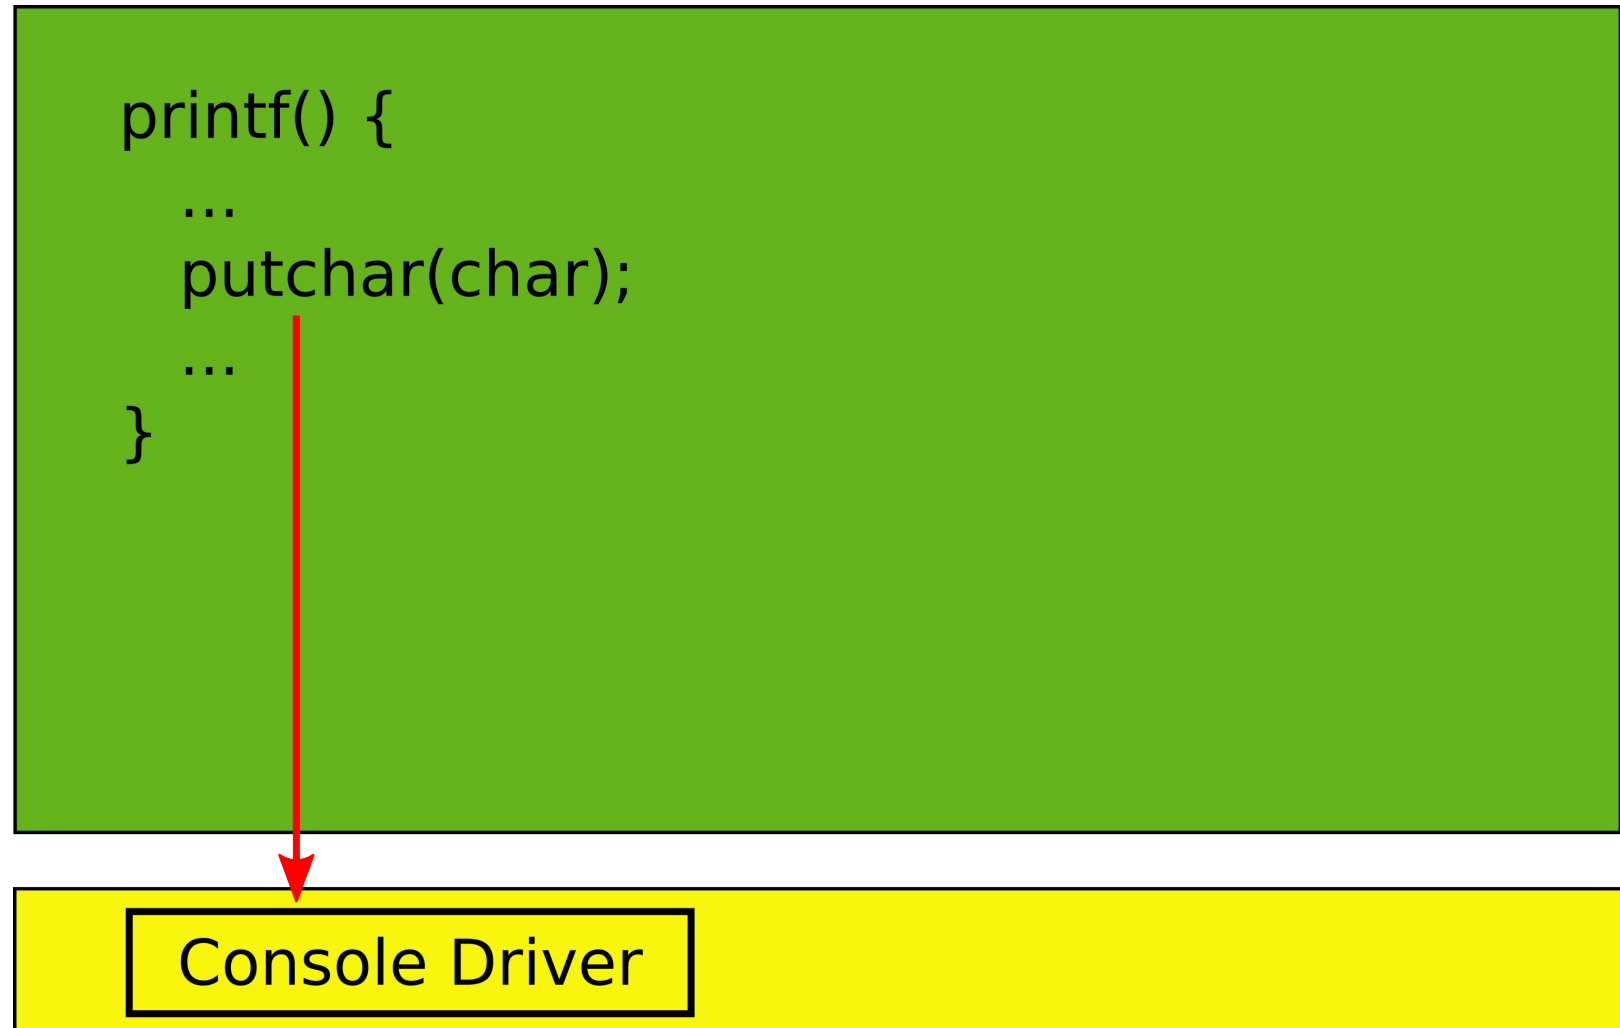 printf() {
...
putchar(char);
...
}
Console Driver